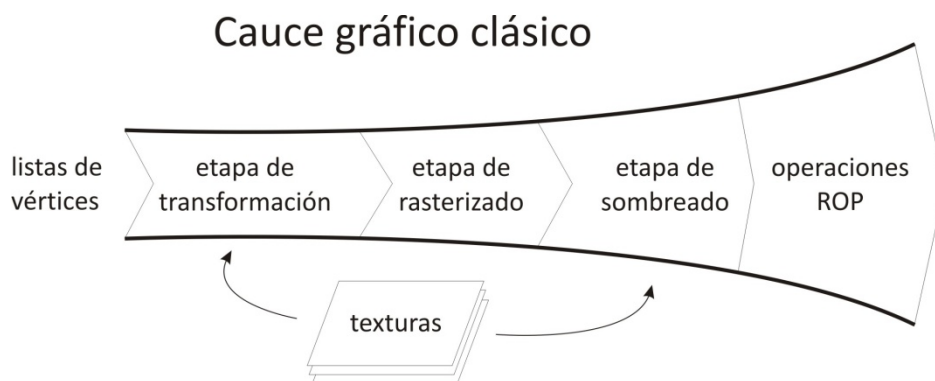 Cauce gráfico clásico
listas de
vértices
etapa de
transformación
etapa de
rasterizado
etapa de
sombreado
operaciones
ROP
texturas